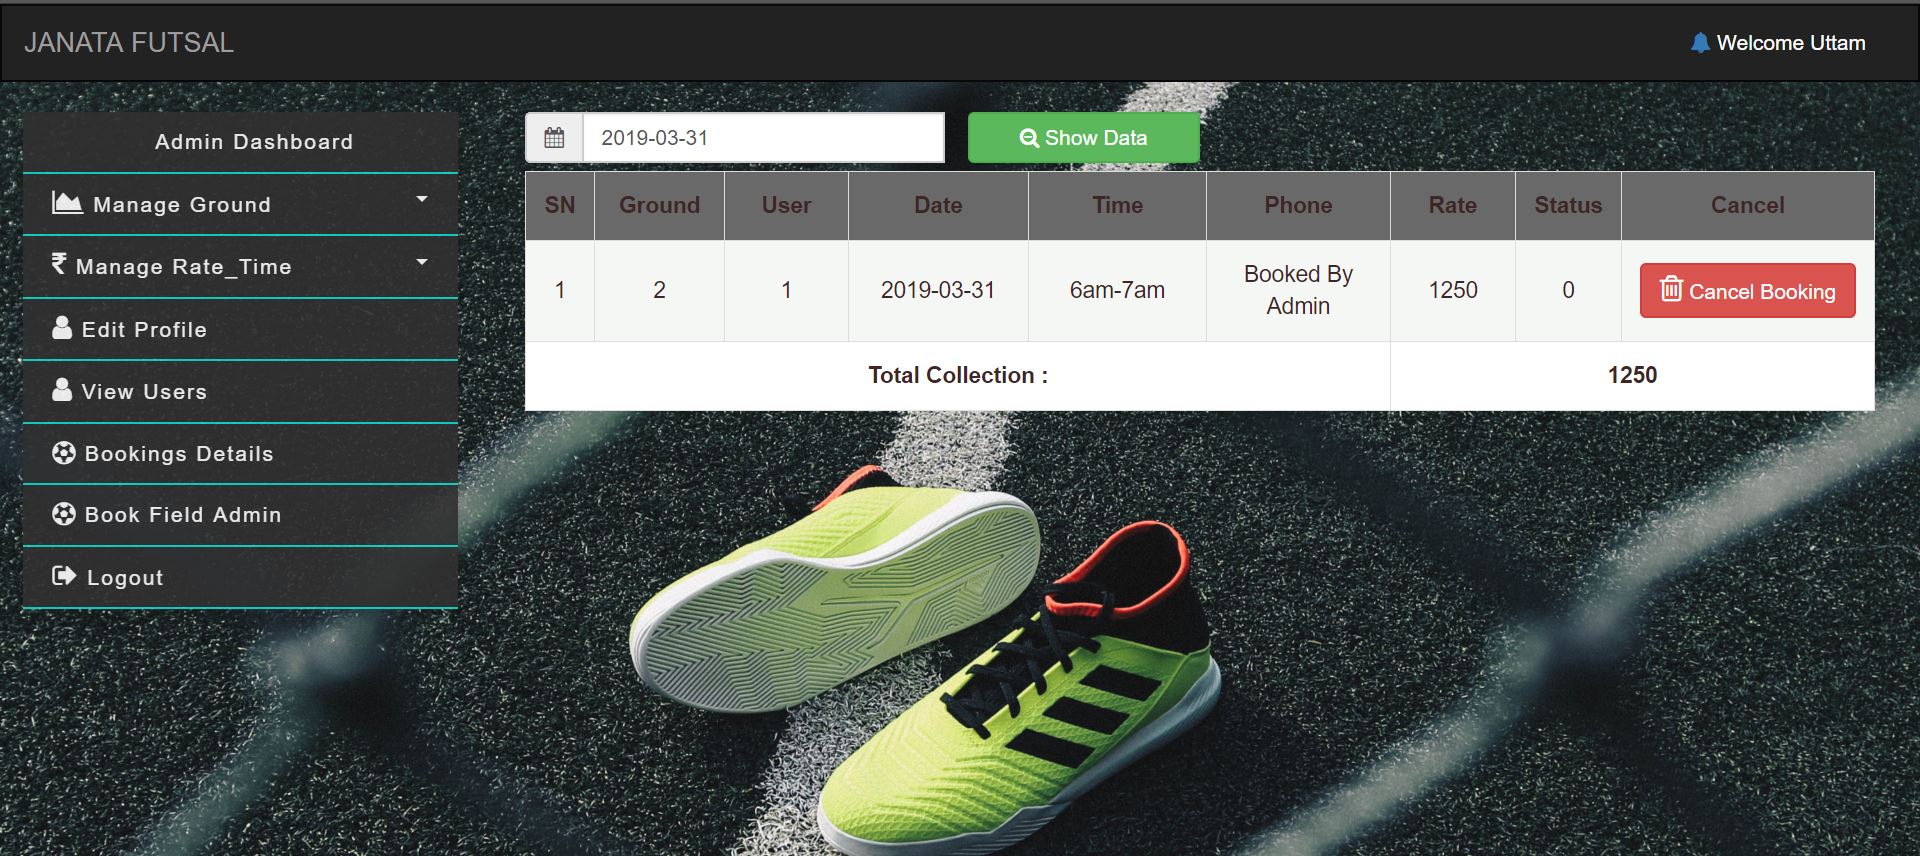 JANATA FUTSAL
Welcome Uttam
Admin Dashboard
Manage Ground
Manage Rate_Time
Edit Profile
View Users
Bookings Details
Book Field Admin
Logout
2019-03-31
Show Data
SN Ground User Date Time Phone Rate Status Cancel
1 2 1 2019-03-31 6am-7am Booked By Admin 1250 0 Cancel Booking
Total Collection : 1250